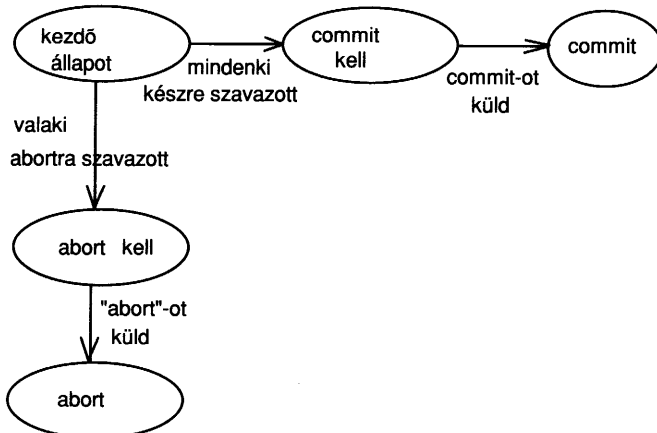 kezdõ
állapot
mindenki
készre szavazott
commit
kell
commit-ot
küld
commit
valaki
abortra szavazott
abort kell
"abort"-ot
küld
abort